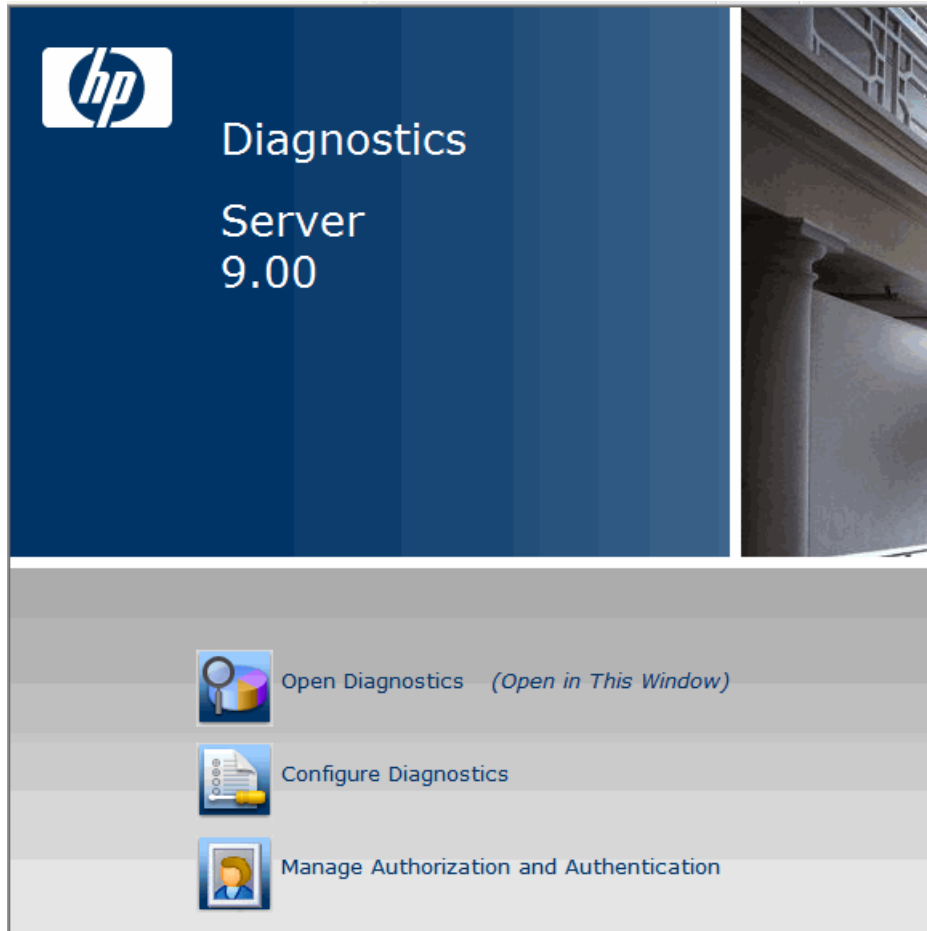 hp
Diagnostics
Server
9.00
Open Diagnostics (Open in This Window)
Configure Diagnostics
Manage Authorization and Authentication